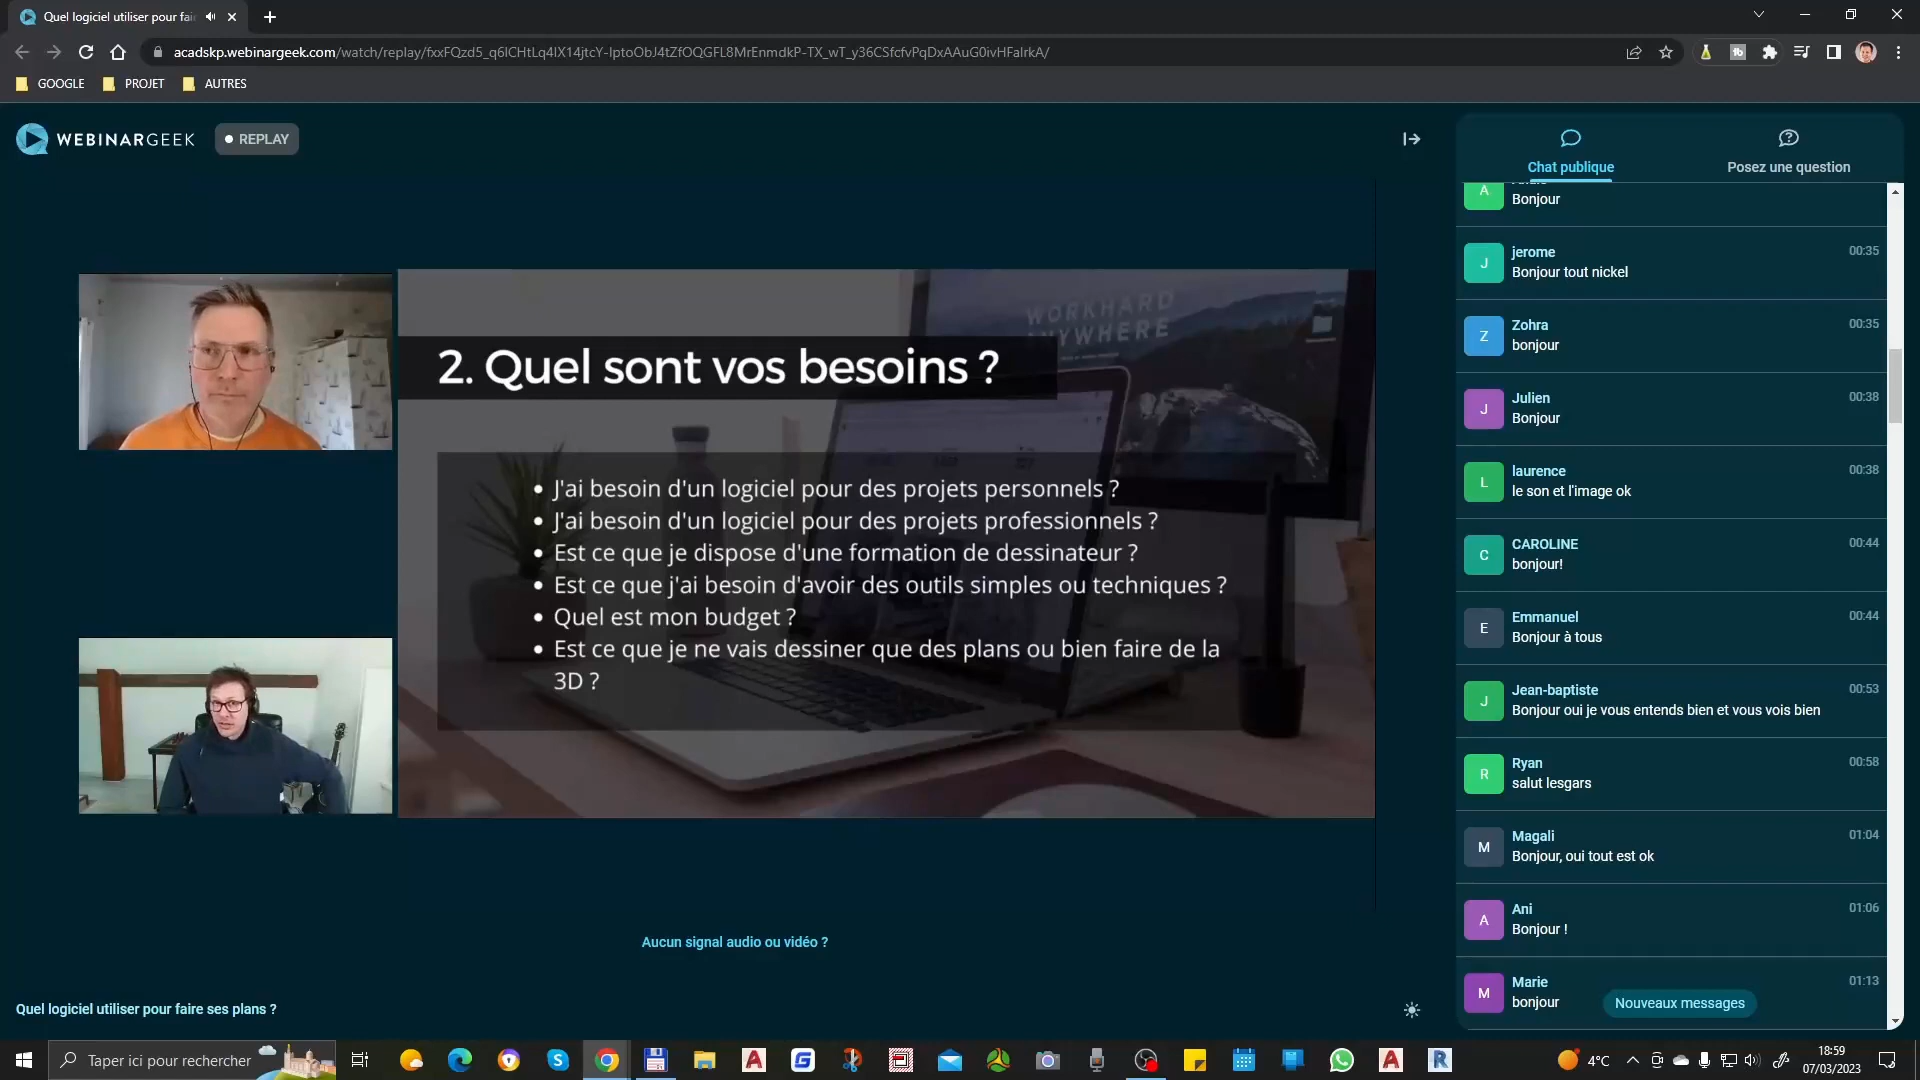 Quel logiciel utiliser pour fai
acadskp.webinargeek.com/watch/replay/
GOOGLE
PROJET
AUTRES
WEBINARGEEK
REPLAY
WORKHARD
ANYWHERE
2. Quel sont vos besoins ?
J'ai besoin d'un logiciel pour des projets personnels ?
J'ai besoin d'un logiciel pour des projets professionnels ?
Est ce que je dispose d'une formation de dessinateur ?
Est ce que j'ai besoin d'avoir des outils simples ou techniques ?
Quel est mon budget ?
Est ce que je ne vais dessiner que des plans ou bien faire de la
3D ?
Aucun signal audio ou vidéo ?
Quel logiciel utiliser pour faire ses plans ?
Chat publique
Posez une question
A
Bonjour
jerome 00:35
J
Bonjour tout nickel
Zohra 00:35
Z
bonjour
Julien 00:38
J
Bonjour
laurence 00:38
L
le son et l'image ok
CAROLINE 00:44
C
bonjour!
Emmanuel 00:44
E
Bonjour à tous
Jean-baptiste 00:53
J
Bonjour oui je vous entends bien et vous vois bien
Ryan 00:58
R
salut lesgars
Magali 01:04
M
Bonjour, oui tout est ok
Ani 01:06
A
Bonjour !
Marie 01:13
M
bonjour
Nouveaux messages
Taper ici pour rechercher
4°C
18:59
07/03/2023